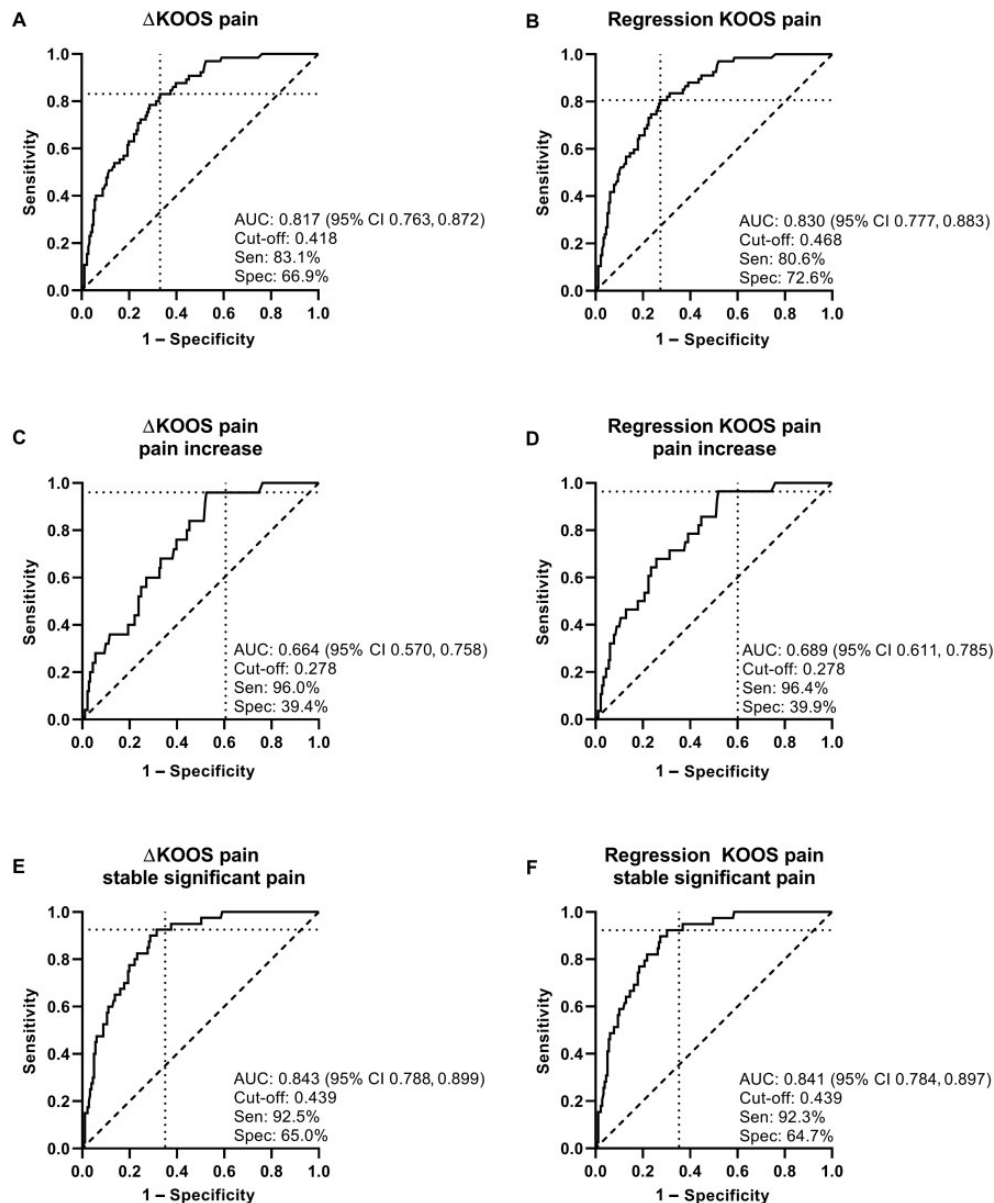 A
ΔKOOS pain
1.0
0.8
0.6
0.4
0.2
0.0
Sensitivity
AUC: 0.817 (95% CI 0.763, 0.872)
Cut-off: 0.418
Sen: 83.1%
Spec: 66.9%
0.0 0.2 0.4 0.6 0.8 1.0
1 – Specificity
B
Regression KOOS pain
1.0
0.8
0.6
0.4
0.2
0.0
Sensitivity
AUC: 0.830 (95% CI 0.777, 0.883)
Cut-off: 0.468
Sen: 80.6%
Spec: 72.6%
0.0 0.2 0.4 0.6 0.8 1.0
1 – Specificity
C
ΔKOOS pain
pain increase
1.0
0.8
0.6
0.4
0.2
0.0
Sensitivity
AUC: 0.664 (95% CI 0.570, 0.758)
Cut-off: 0.278
Sen: 96.0%
Spec: 39.4%
0.0 0.2 0.4 0.6 0.8 1.0
1 – Specificity
D
Regression KOOS pain
pain increase
1.0
0.8
0.6
0.4
0.2
0.0
Sensitivity
AUC: 0.689 (95% CI 0.611, 0.785)
Cut-off: 0.278
Sen: 96.4%
Spec: 39.9%
0.0 0.2 0.4 0.6 0.8 1.0
1 – Specificity
E
ΔKOOS pain
stable significant pain
1.0
0.8
0.6
0.4
0.2
0.0
Sensitivity
AUC: 0.843 (95% CI 0.788, 0.899)
Cut-off: 0.439
Sen: 92.5%
Spec: 65.0%
0.0 0.2 0.4 0.6 0.8 1.0
1 – Specificity
F
Regression KOOS pain
stable significant pain
1.0
0.8
0.6
0.4
0.2
0.0
Sensitivity
AUC: 0.841 (95% CI 0.784, 0.897)
Cut-off: 0.439
Sen: 92.3%
Spec: 64.7%
0.0 0.2 0.4 0.6 0.8 1.0
1 – Specificity